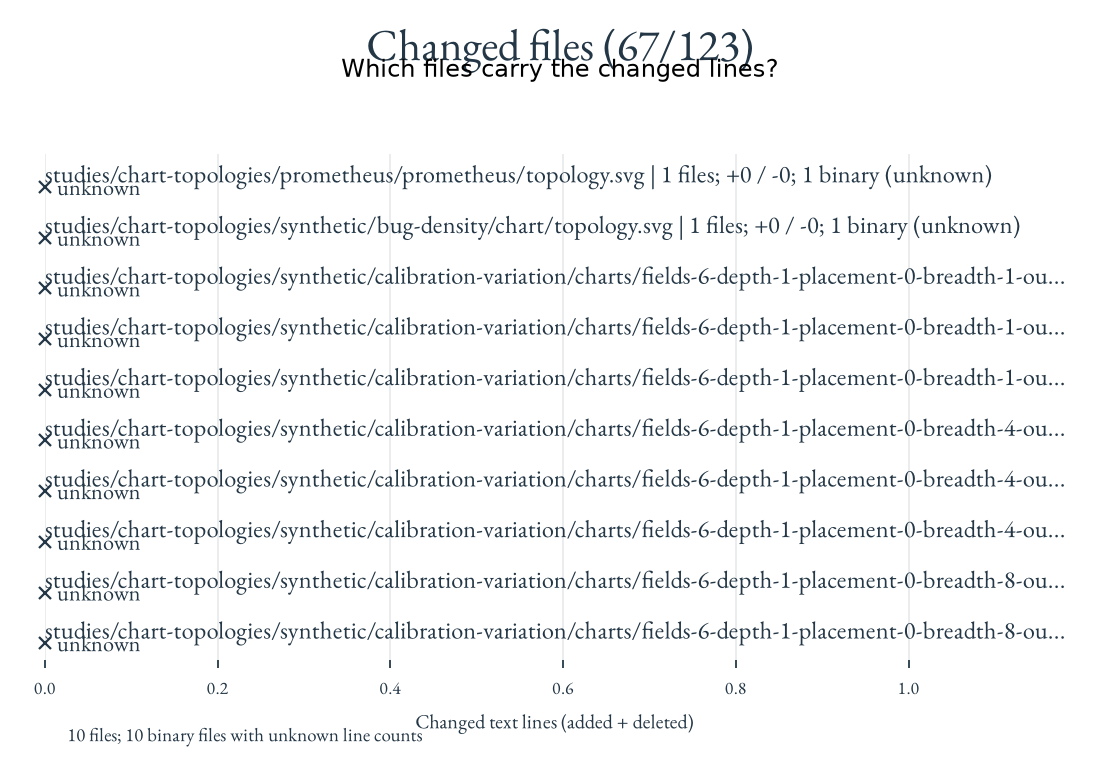 Changed files (67/123)
Which files carry the changed lines?
studies/chart-topologies/prometheus/prometheus/topology.svg | 1 files; +0 / -0; 1 binary (unknown)
unknown
studies/chart-topologies/synthetic/bug-density/chart/topology.svg | 1 files; +0 / -0; 1 binary (unknown)
unknown
studies/chart-topologies/synthetic/calibration-variation/charts/fields-6-depth-1-placement-0-breadth-1-ou...
unknown
studies/chart-topologies/synthetic/calibration-variation/charts/fields-6-depth-1-placement-0-breadth-1-ou...
unknown
studies/chart-topologies/synthetic/calibration-variation/charts/fields-6-depth-1-placement-0-breadth-1-ou...
unknown
studies/chart-topologies/synthetic/calibration-variation/charts/fields-6-depth-1-placement-0-breadth-4-ou...
unknown
studies/chart-topologies/synthetic/calibration-variation/charts/fields-6-depth-1-placement-0-breadth-4-ou...
unknown
studies/chart-topologies/synthetic/calibration-variation/charts/fields-6-depth-1-placement-0-breadth-4-ou...
unknown
studies/chart-topologies/synthetic/calibration-variation/charts/fields-6-depth-1-placement-0-breadth-8-ou...
unknown
studies/chart-topologies/synthetic/calibration-variation/charts/fields-6-depth-1-placement-0-breadth-8-ou...
unknown
0.0 0.2 0.4 0.6 0.8 1.0
Changed text lines (added + deleted)
10 files; 10 binary files with unknown line counts